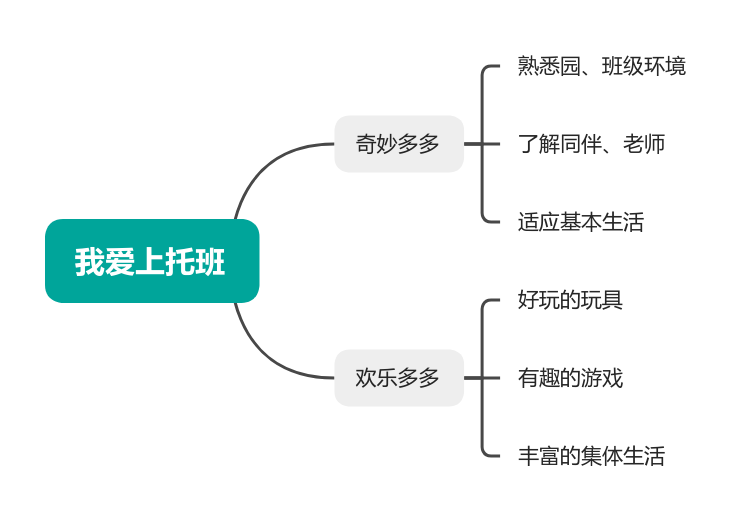 我爱上托班
奇妙多多
熟悉园、班级环境
了解同伴、老师
适应基本生活
欢乐多多
好玩的玩具
有趣的游戏
丰富的集体生活